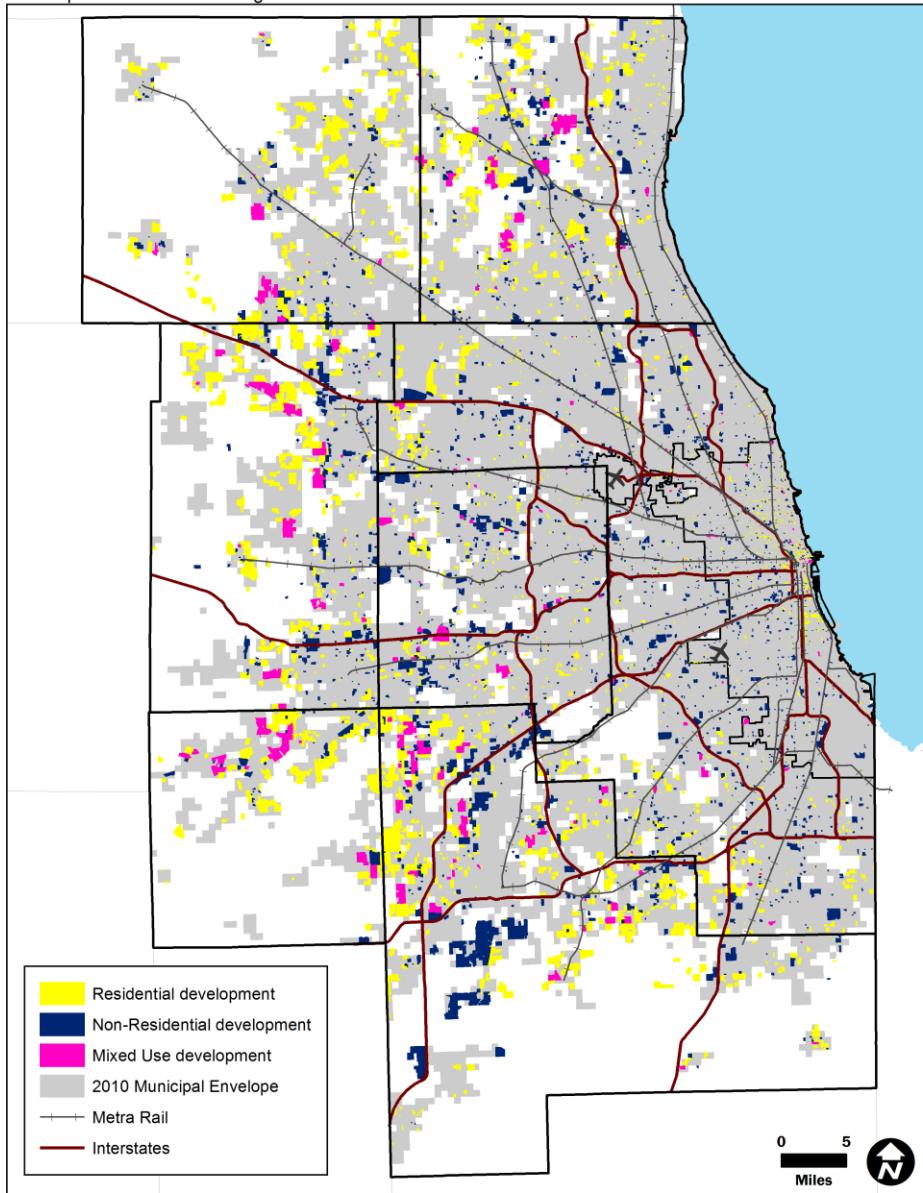 Residential development
Non-Residential development
Mixed Use development
2010 Municipal Envelope
Metra Rail
Interstates
0 5
Miles
N